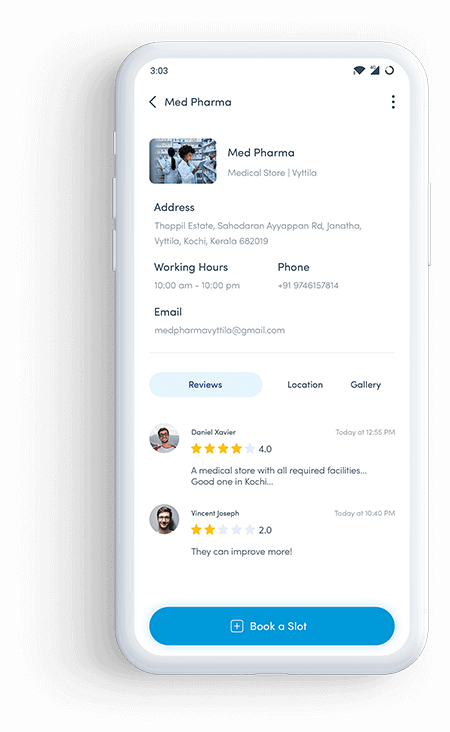 3:03
4G
Med Pharma
Med Pharma
Medical Store | Vyttila
Address
Thoppil Estate, Sahodaran Ayyappan Rd, Janatha,
Vyttila, Kochi, Kerala 682019
Working Hours
Phone
10:00 am - 10:00 pm
+91 9746157814
Email
medpharmavyttila@gmail.com
Reviews
Location
Gallery
Daniel Xavier
Today at 12:55 PM
4.0
A medical store with all required facilities...
Good one in Kochi...
Vincent Joseph
Today at 10:40 PM
2.0
They can improve more!
Book a Slot